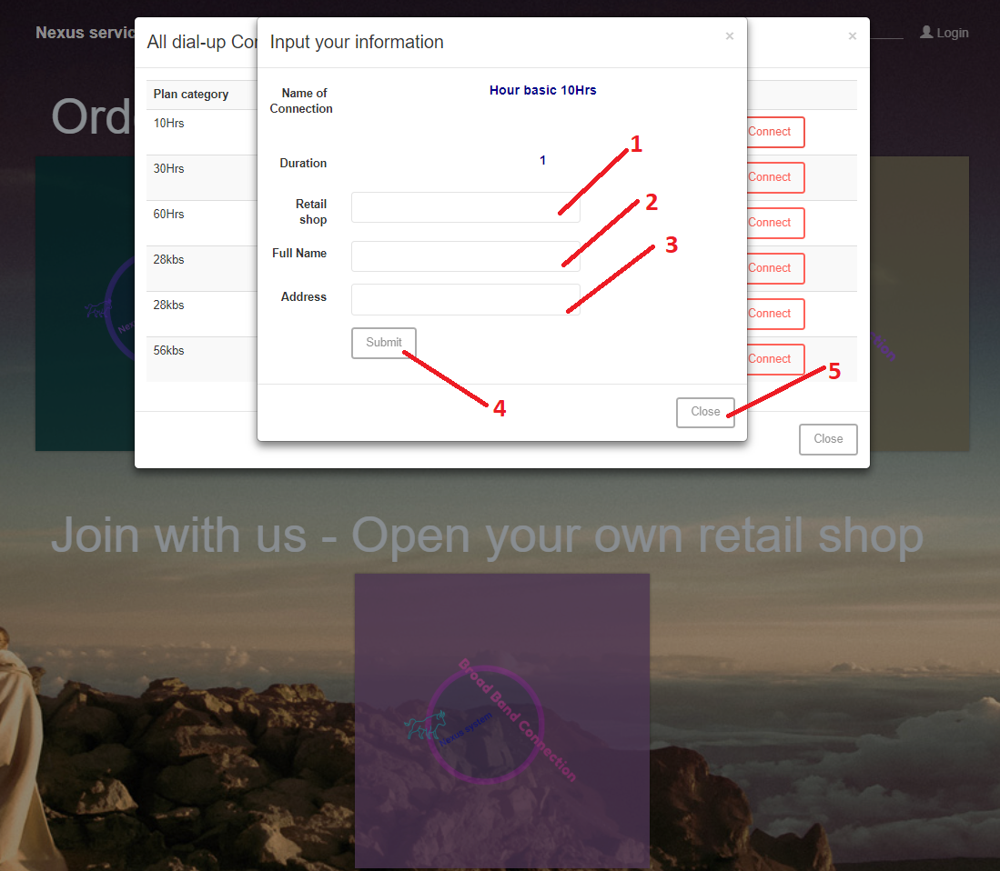 Nexus servic
Login
All dial-up Con
×
Input your information
×
Plan category
10Hrs
Connect
30Hrs
Connect
60Hrs
Connect
28kbs
Connect
28kbs
Connect
56kbs
Connect
Close
Name of
Connection
Hour basic 10Hrs
Duration
1
Retail
shop
1
Full Name
2
Address
3
Submit
4
Close
5
Orde
Join with us - Open your own retail shop
Broad Band Connection
Nexus system